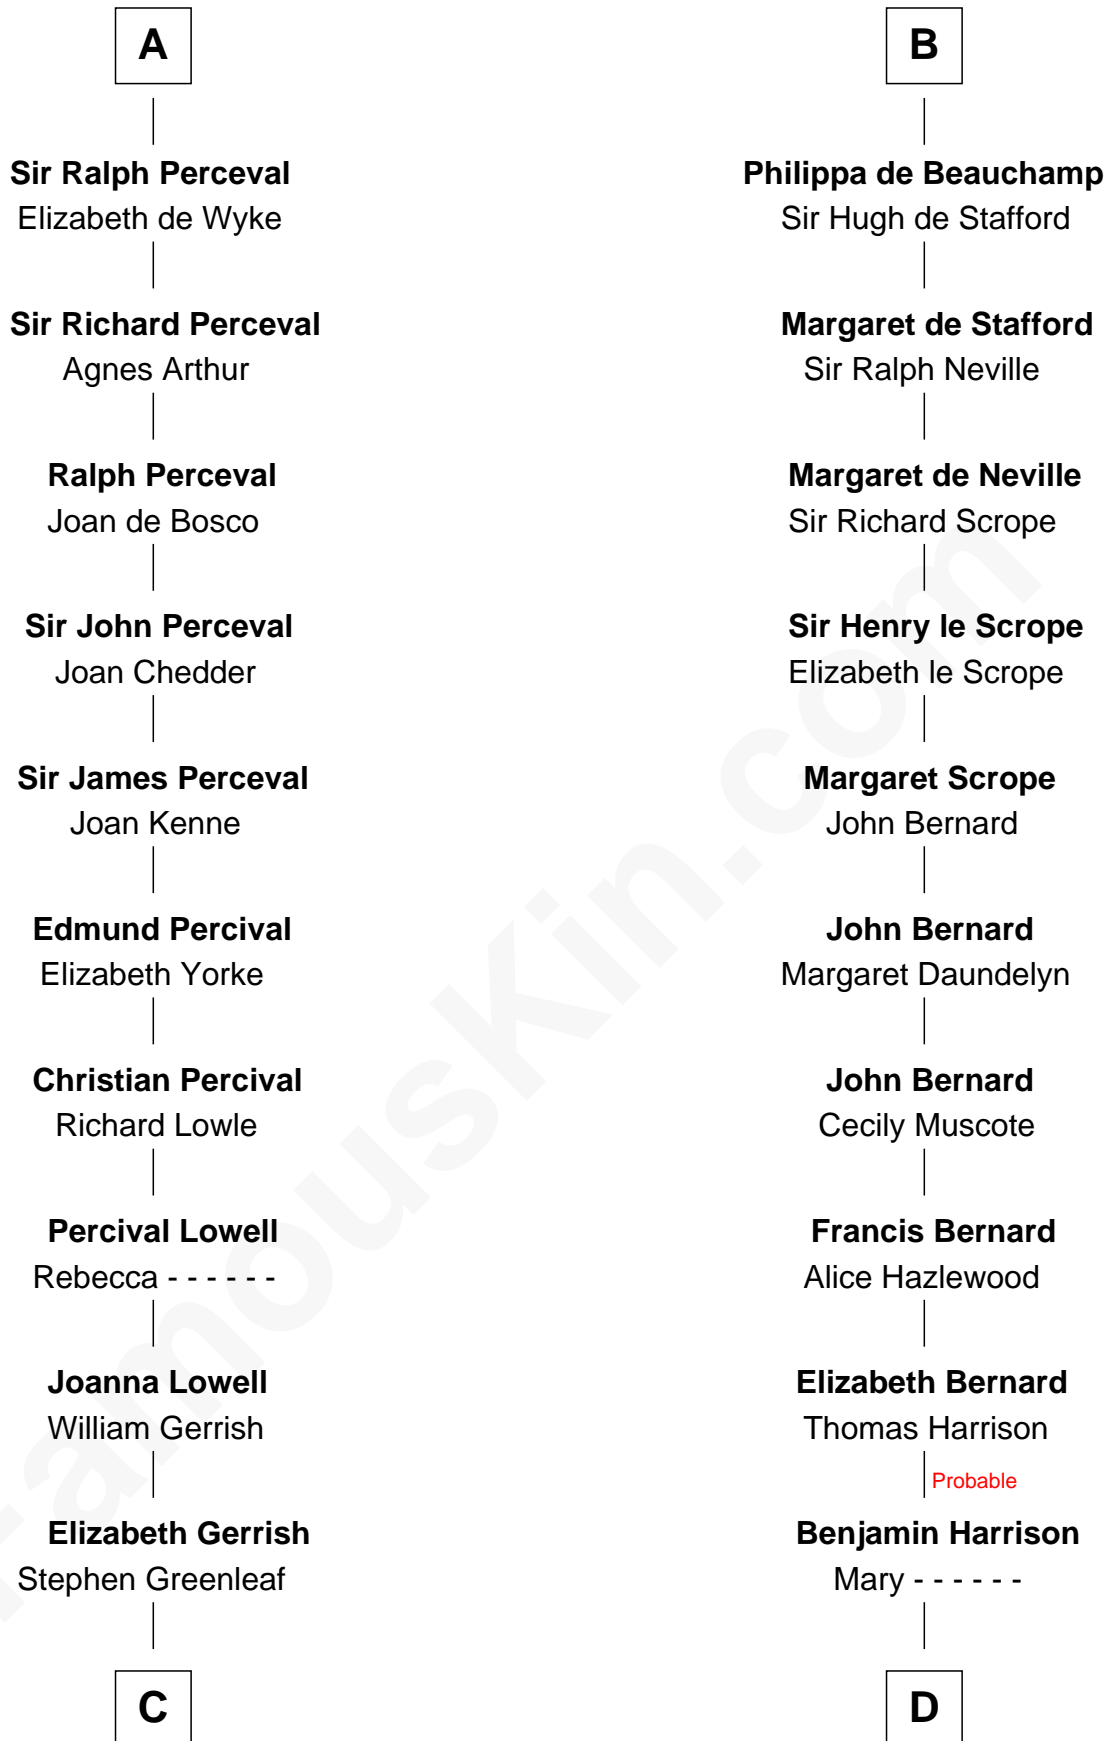 A
Sir Ralph Perceval
Elizabeth de Wyke
Sir Richard Perceval
Agnes Arthur
Ralph Perceval
Joan de Bosco
Sir John Perceval
Joan Chedder
Sir James Perceval
Joan Kenne
Edmund Percival
Elizabeth Yorke
Christian Percival
Richard Lowle
Percival Lowell
Rebecca - - - - - -
Joanna Lowell
William Gerrish
Elizabeth Gerrish
Stephen Greenleaf
C
B
Philippa de Beauchamp
Sir Hugh de Stafford
Margaret de Stafford
Sir Ralph Neville
Margaret de Neville
Sir Richard Scrope
Sir Henry le Scrope
Elizabeth le Scrope
Margaret Scrope
John Bernard
John Bernard
Margaret Daundelyn
John Bernard
Cecily Muscote
Francis Bernard
Alice Hazlewood
Elizabeth Bernard
Thomas Harrison
Probable
Benjamin Harrison
Mary - - - - - -
D
FamousKin.com